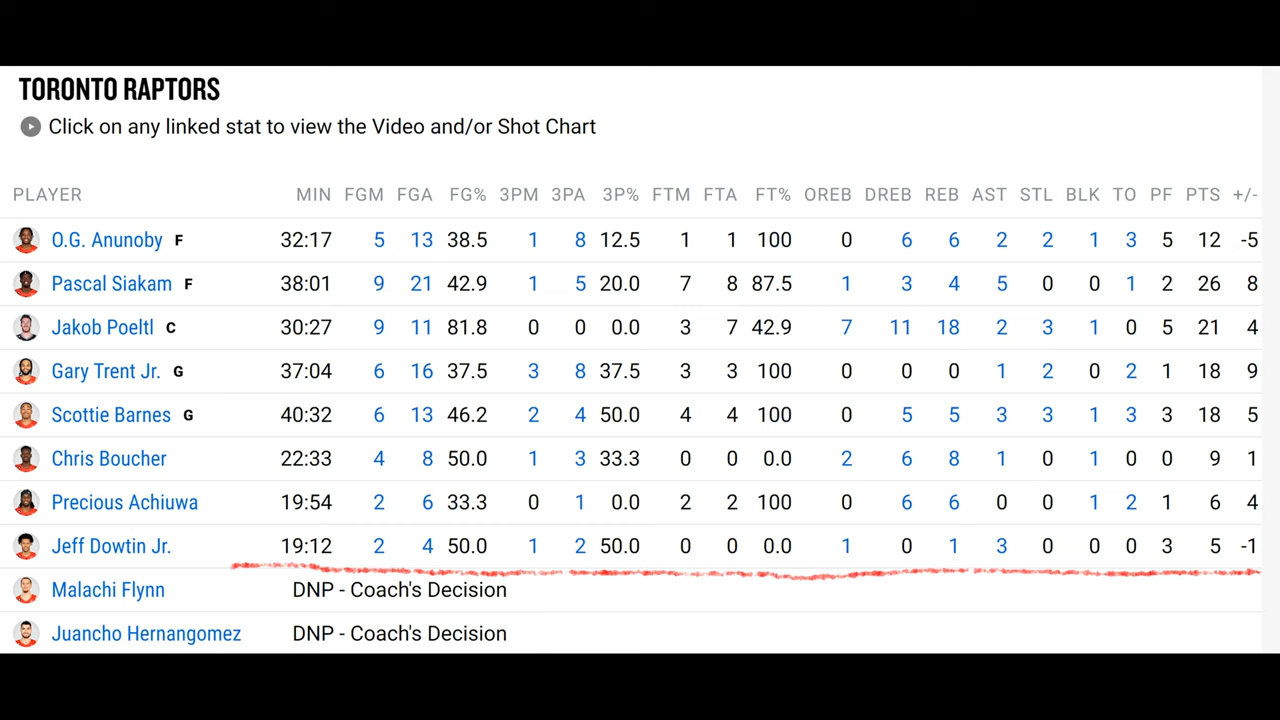 TORONTO RAPTORS
Click on any linked stat to view the Video and/or Shot Chart
PLAYER MIN FGM FGA FG% 3PM 3PA 3P% FTM FTA FT% OREB DREB REB AST STL BLK TO PF PTS +/-
O.G. Anunoby F 32:17 5 13 38.5 1 8 12.5 1 1 100 0 6 6 2 2 1 3 5 12 -5
Pascal Siakam F 38:01 9 21 42.9 1 5 20.0 7 8 87.5 1 3 4 5 0 0 1 2 26 8
Jakob Poeltl C 30:27 9 11 81.8 0 0 0.0 3 7 42.9 7 11 18 2 3 1 0 5 21 4
Gary Trent Jr. G 37:04 6 16 37.5 3 8 37.5 3 3 100 0 0 0 1 2 0 2 1 18 9
Scottie Barnes G 40:32 6 13 46.2 2 4 50.0 4 4 100 0 5 5 3 3 1 3 3 18 5
Chris Boucher 22:33 4 8 50.0 1 3 33.3 0 0 0.0 2 6 8 1 0 1 0 0 9 1
Precious Achiuwa 19:54 2 6 33.3 0 1 0.0 2 2 100 0 6 6 0 0 1 2 1 6 4
Jeff Dowtin Jr. 19:12 2 4 50.0 1 2 50.0 0 0 0.0 1 0 1 3 0 0 0 3 5 -1
Malachi Flynn DNP - Coach's Decision
Juancho Hernangomez DNP - Coach's Decision